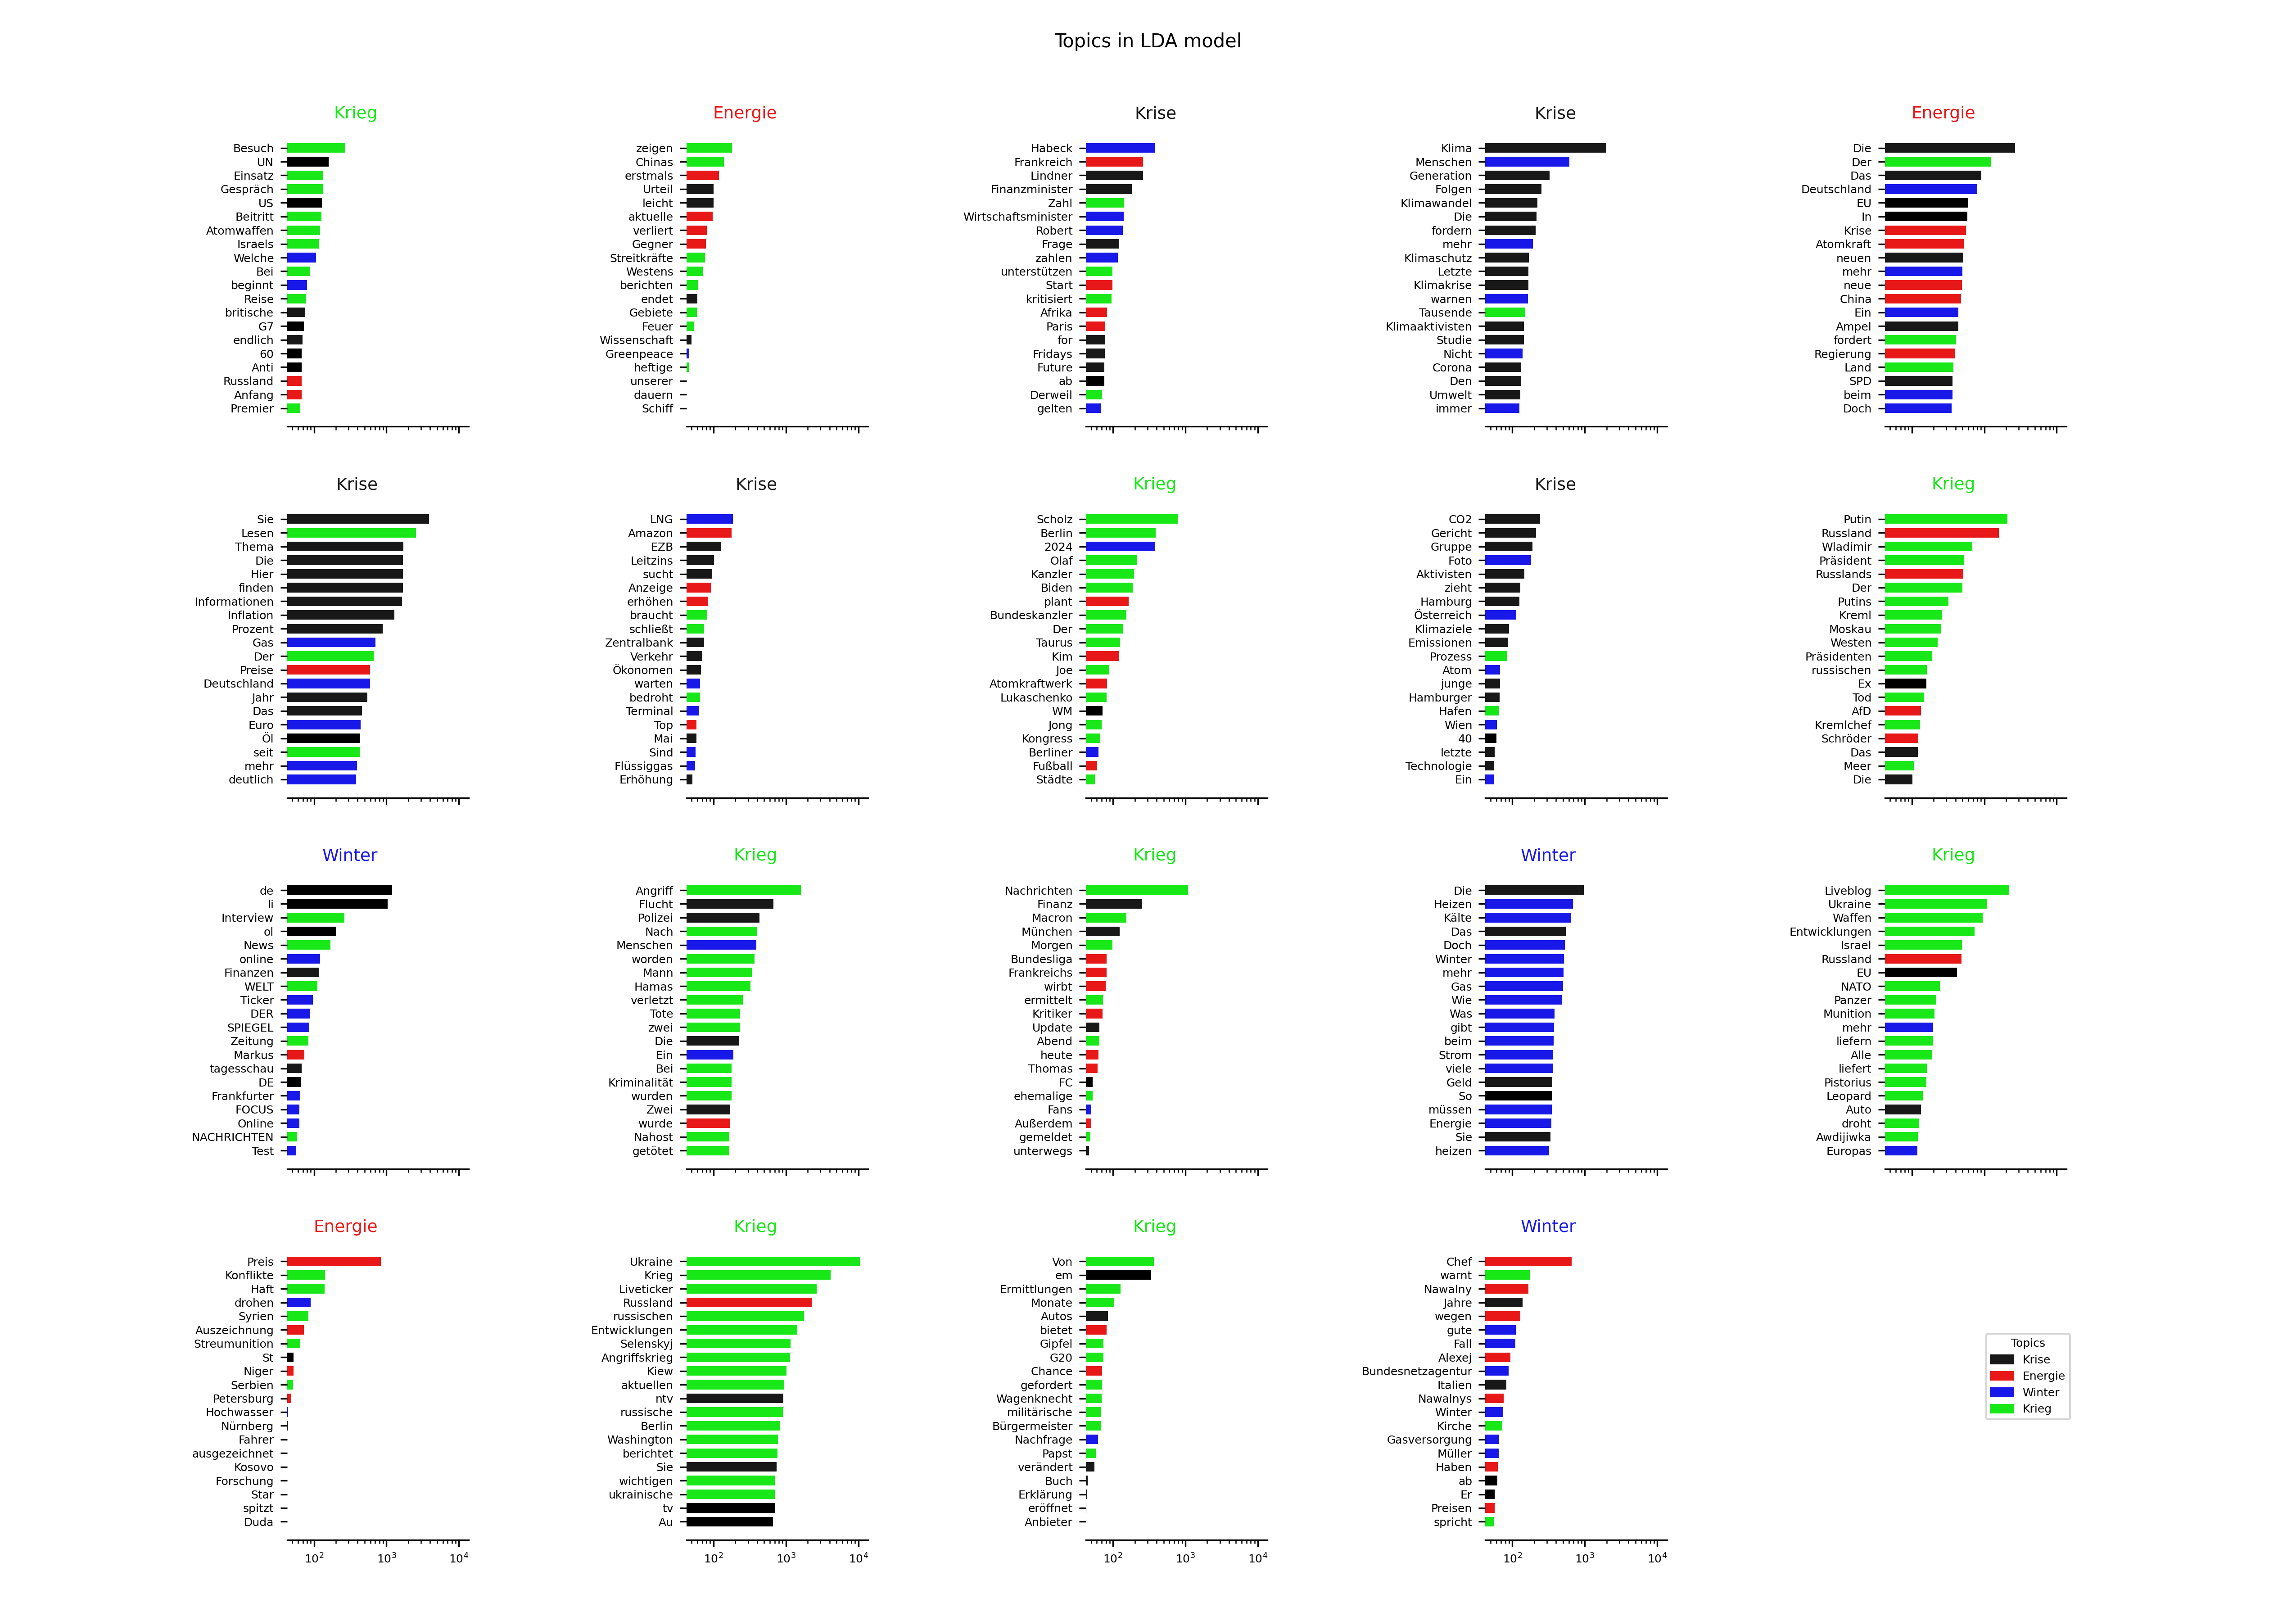 Topics in LDA model
Krieg
Besuch
UN
Einsatz
Gespräch
US
Beitritt
Atomwaffen
Israels
Welche
Bei
beginnt
Reise
britische
G7
endlich
60
Anti
Russland
Anfang
Premier
Energie
zeigen
Chinas
erstmals
Urteil
leicht
aktuelle
verliert
Gegner
Streitkräfte
Westens
berichten
endet
Gebiete
Feuer
Wissenschaft
Greenpeace
heftige
unserer
dauern
Schiff
Krise
Habeck
Frankreich
Lindner
Finanzminister
Zahl
Wirtschaftsminister
Robert
Frage
zahlen
unterstützen
Start
kritisiert
Afrika
Paris
for
Fridays
Future
ab
Derweil
gelten
Krise
Klima
Menschen
Generation
Folgen
Klimawandel
Die
fordern
mehr
Klimaschutz
Letzte
Klimakrise
warnen
Tausende
Klimaaktivisten
Studie
Nicht
Corona
Den
Umwelt
immer
Energie
Die
Der
Das
Deutschland
EU
In
Krise
Atomkraft
neuen
mehr
neue
China
Ein
Ampel
fordert
Regierung
Land
SPD
beim
Doch
Krise
Sie
Lesen
Thema
Die
Hier
finden
Informationen
Inflation
Prozent
Gas
Der
Preise
Deutschland
Jahr
Das
Euro
Öl
seit
mehr
deutlich
Krise
LNG
Amazon
EZB
Leitzins
sucht
Anzeige
erhöhen
braucht
schließt
Zentralbank
Verkehr
Ökonomen
warten
bedroht
Terminal
Top
Mai
Sind
Flüssiggas
Erhöhung
Krieg
Scholz
Berlin
2024
Olaf
Kanzler
Biden
plant
Bundeskanzler
Der
Taurus
Kim
Joe
Atomkraftwerk
Lukaschenko
WM
Jong
Kongress
Berliner
Fußball
Städte
Krise
CO2
Gericht
Gruppe
Foto
Aktivisten
zieht
Hamburg
Österreich
Klimaziele
Emissionen
Prozess
Atom
junge
Hamburger
Hafen
Wien
40
letzte
Technologie
Ein
Krieg
Putin
Russland
Wladimir
Präsident
Russlands
Der
Putins
Kreml
Moskau
Westen
Präsidenten
russischen
Ex
Tod
AfD
Kremlchef
Schröder
Das
Meer
Die
Winter
de
li
Interview
ol
News
online
Finanzen
WELT
Ticker
DER
SPIEGEL
Zeitung
Markus
tagesschau
DE
Frankfurter
FOCUS
Online
NACHRICHTEN
Test
Krieg
Angriff
Flucht
Polizei
Nach
Menschen
worden
Mann
Hamas
verletzt
Tote
zwei
Die
Ein
Bei
Kriminalität
wurden
Zwei
wurde
Nahost
getötet
Krieg
Nachrichten
Finanz
Macron
München
Morgen
Bundesliga
Frankreichs
wirbt
ermittelt
Kritiker
Update
Abend
heute
Thomas
FC
ehemalige
Fans
Außerdem
gemeldet
unterwegs
Winter
Die
Heizen
Kälte
Das
Doch
Winter
mehr
Gas
Wie
Was
gibt
beim
Strom
viele
Geld
So
müssen
Energie
Sie
heizen
Krieg
Liveblog
Ukraine
Waffen
Entwicklungen
Israel
Russland
EU
NATO
Panzer
Munition
mehr
liefern
Alle
liefert
Pistorius
Leopard
Auto
droht
Awdijiwka
Europas
Energie
Preis
Konflikte
Haft
drohen
Syrien
Auszeichnung
Streumunition
St
Niger
Serbien
Petersburg
Hochwasser
Nürnberg
Fahrer
ausgezeichnet
Kosovo
Forschung
Star
spitzt
Duda
10² 10³ 10⁴
Krieg
Ukraine
Krieg
Liveticker
Russland
russischen
Entwicklungen
Selenskyj
Angriffskrieg
Kiew
aktuellen
ntv
russische
Berlin
Washington
berichtet
Sie
wichtigen
ukrainische
tv
Au
10² 10³ 10⁴
Krieg
Von
em
Ermittlungen
Monate
Autos
bietet
Gipfel
G20
Chance
gefordert
Wagenknecht
militärische
Bürgermeister
Nachfrage
Papst
verändert
Buch
Erklärung
eröffnet
Anbieter
10² 10³ 10⁴
Winter
Chef
warnt
Nawalny
Jahre
wegen
gute
Fall
Alexej
Bundesnetzagentur
Italien
Nawalnys
Winter
Kirche
Gasversorgung
Müller
Haben
ab
Er
Preisen
spricht
10² 10³ 10⁴
Topics
Krise
Energie
Winter
Krieg